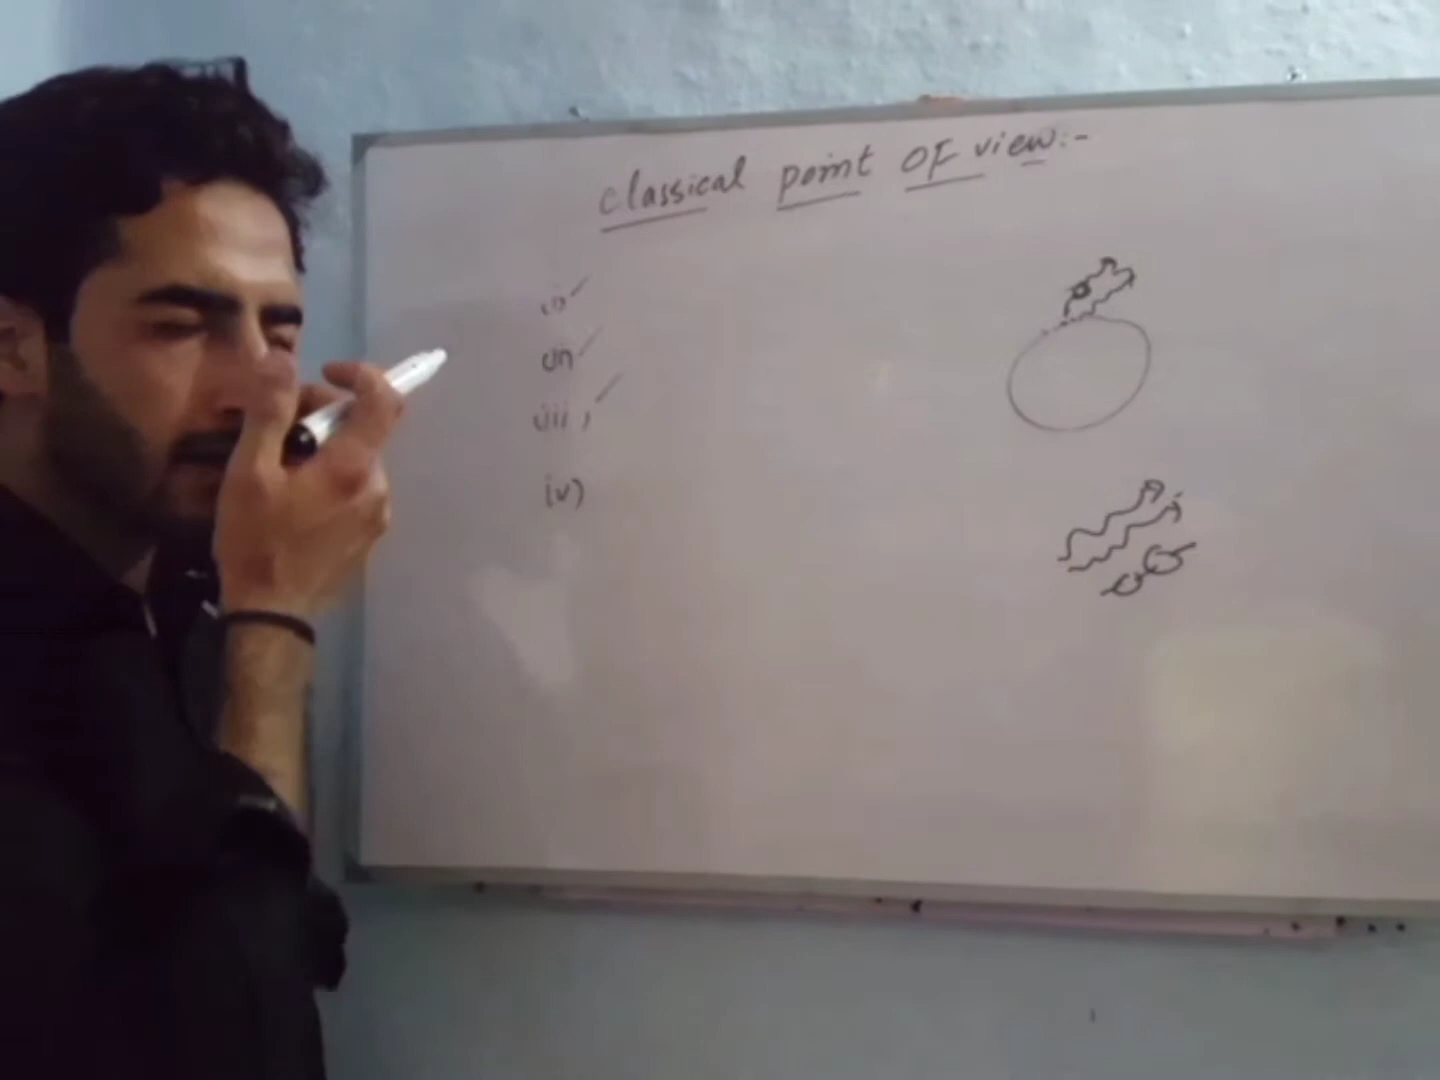 classical point OF view:-
(i)
(ii)
iii,
iv)